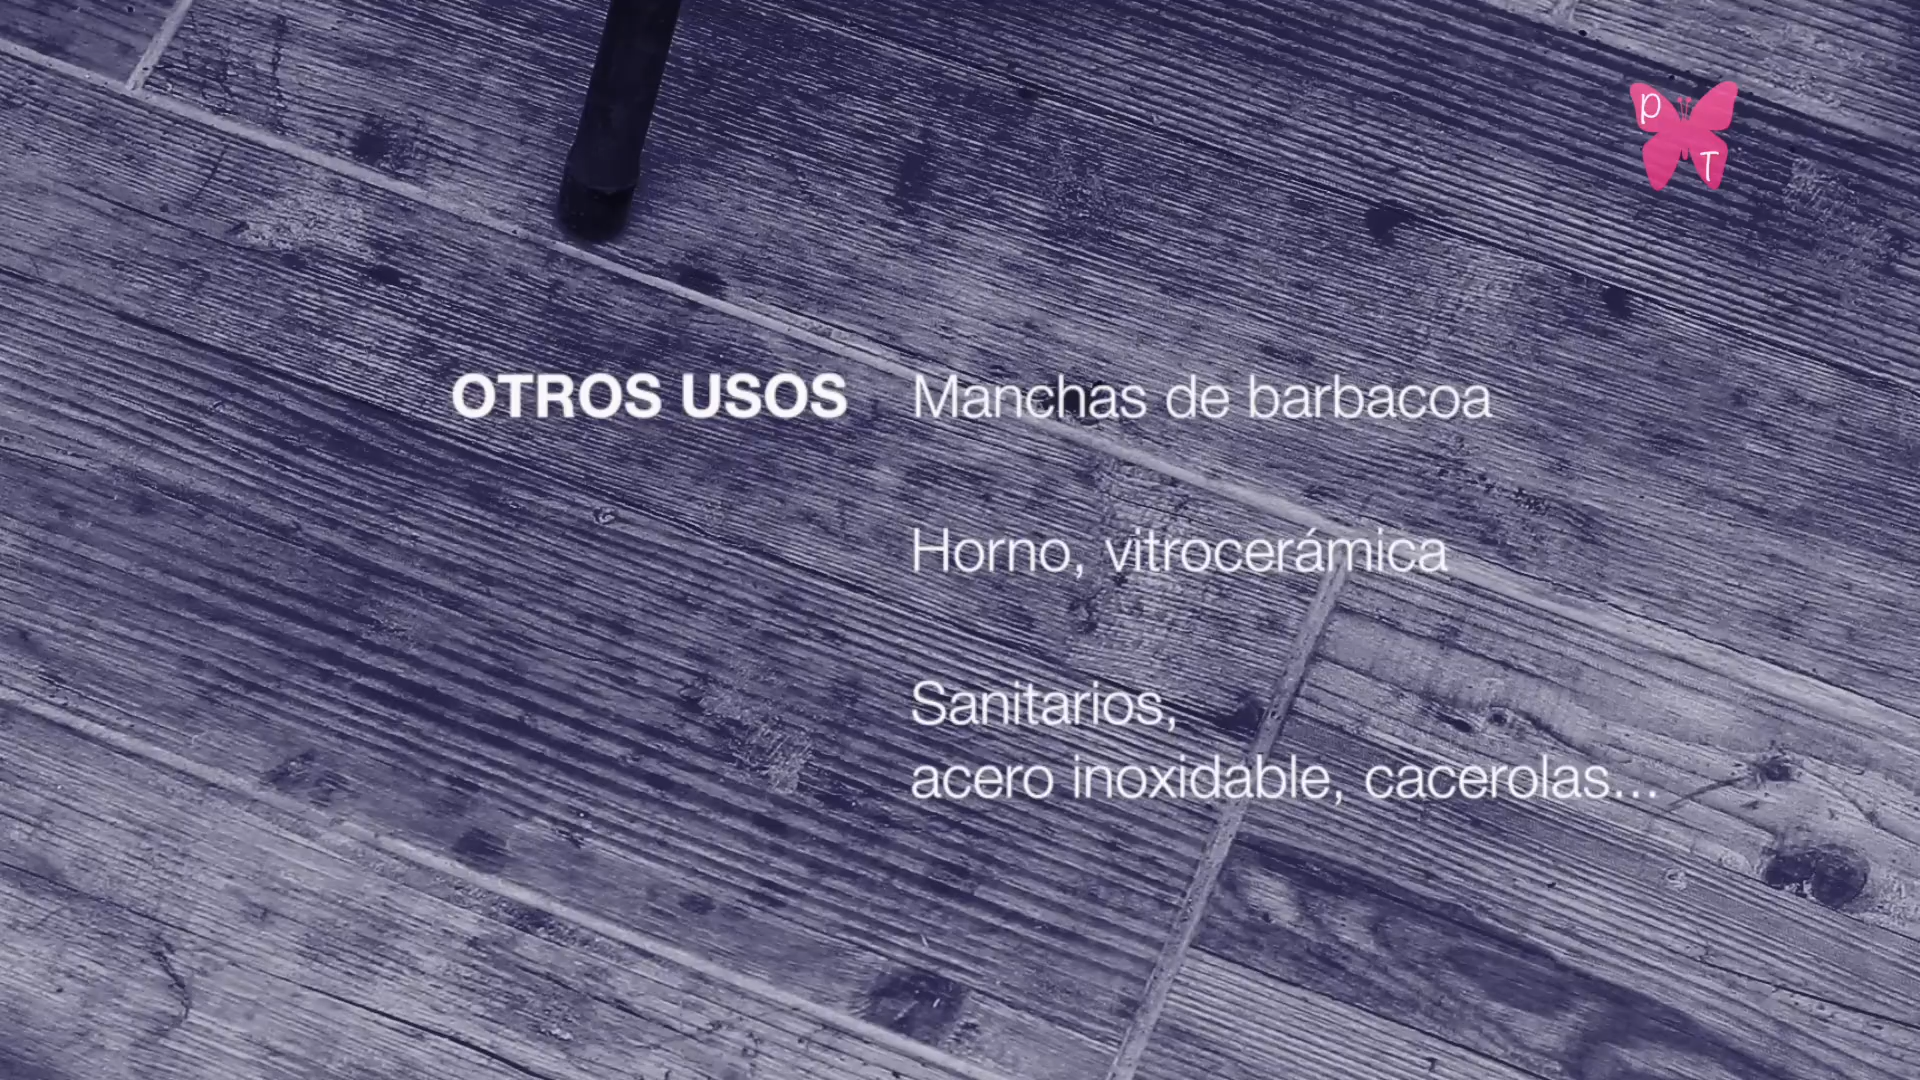 p
T
OTROS USOS Manchas de barbacoa
Horno, vitrocerámica
Sanitarios,
acero inoxidable, cacerolas...